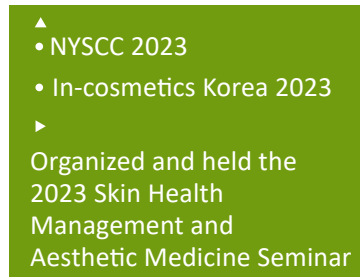 ▲
• NYSCC 2023
• In-cosmetics Korea 2023
▶
Organized and held the
2023 Skin Health
Management and
Aesthetic Medicine Seminar